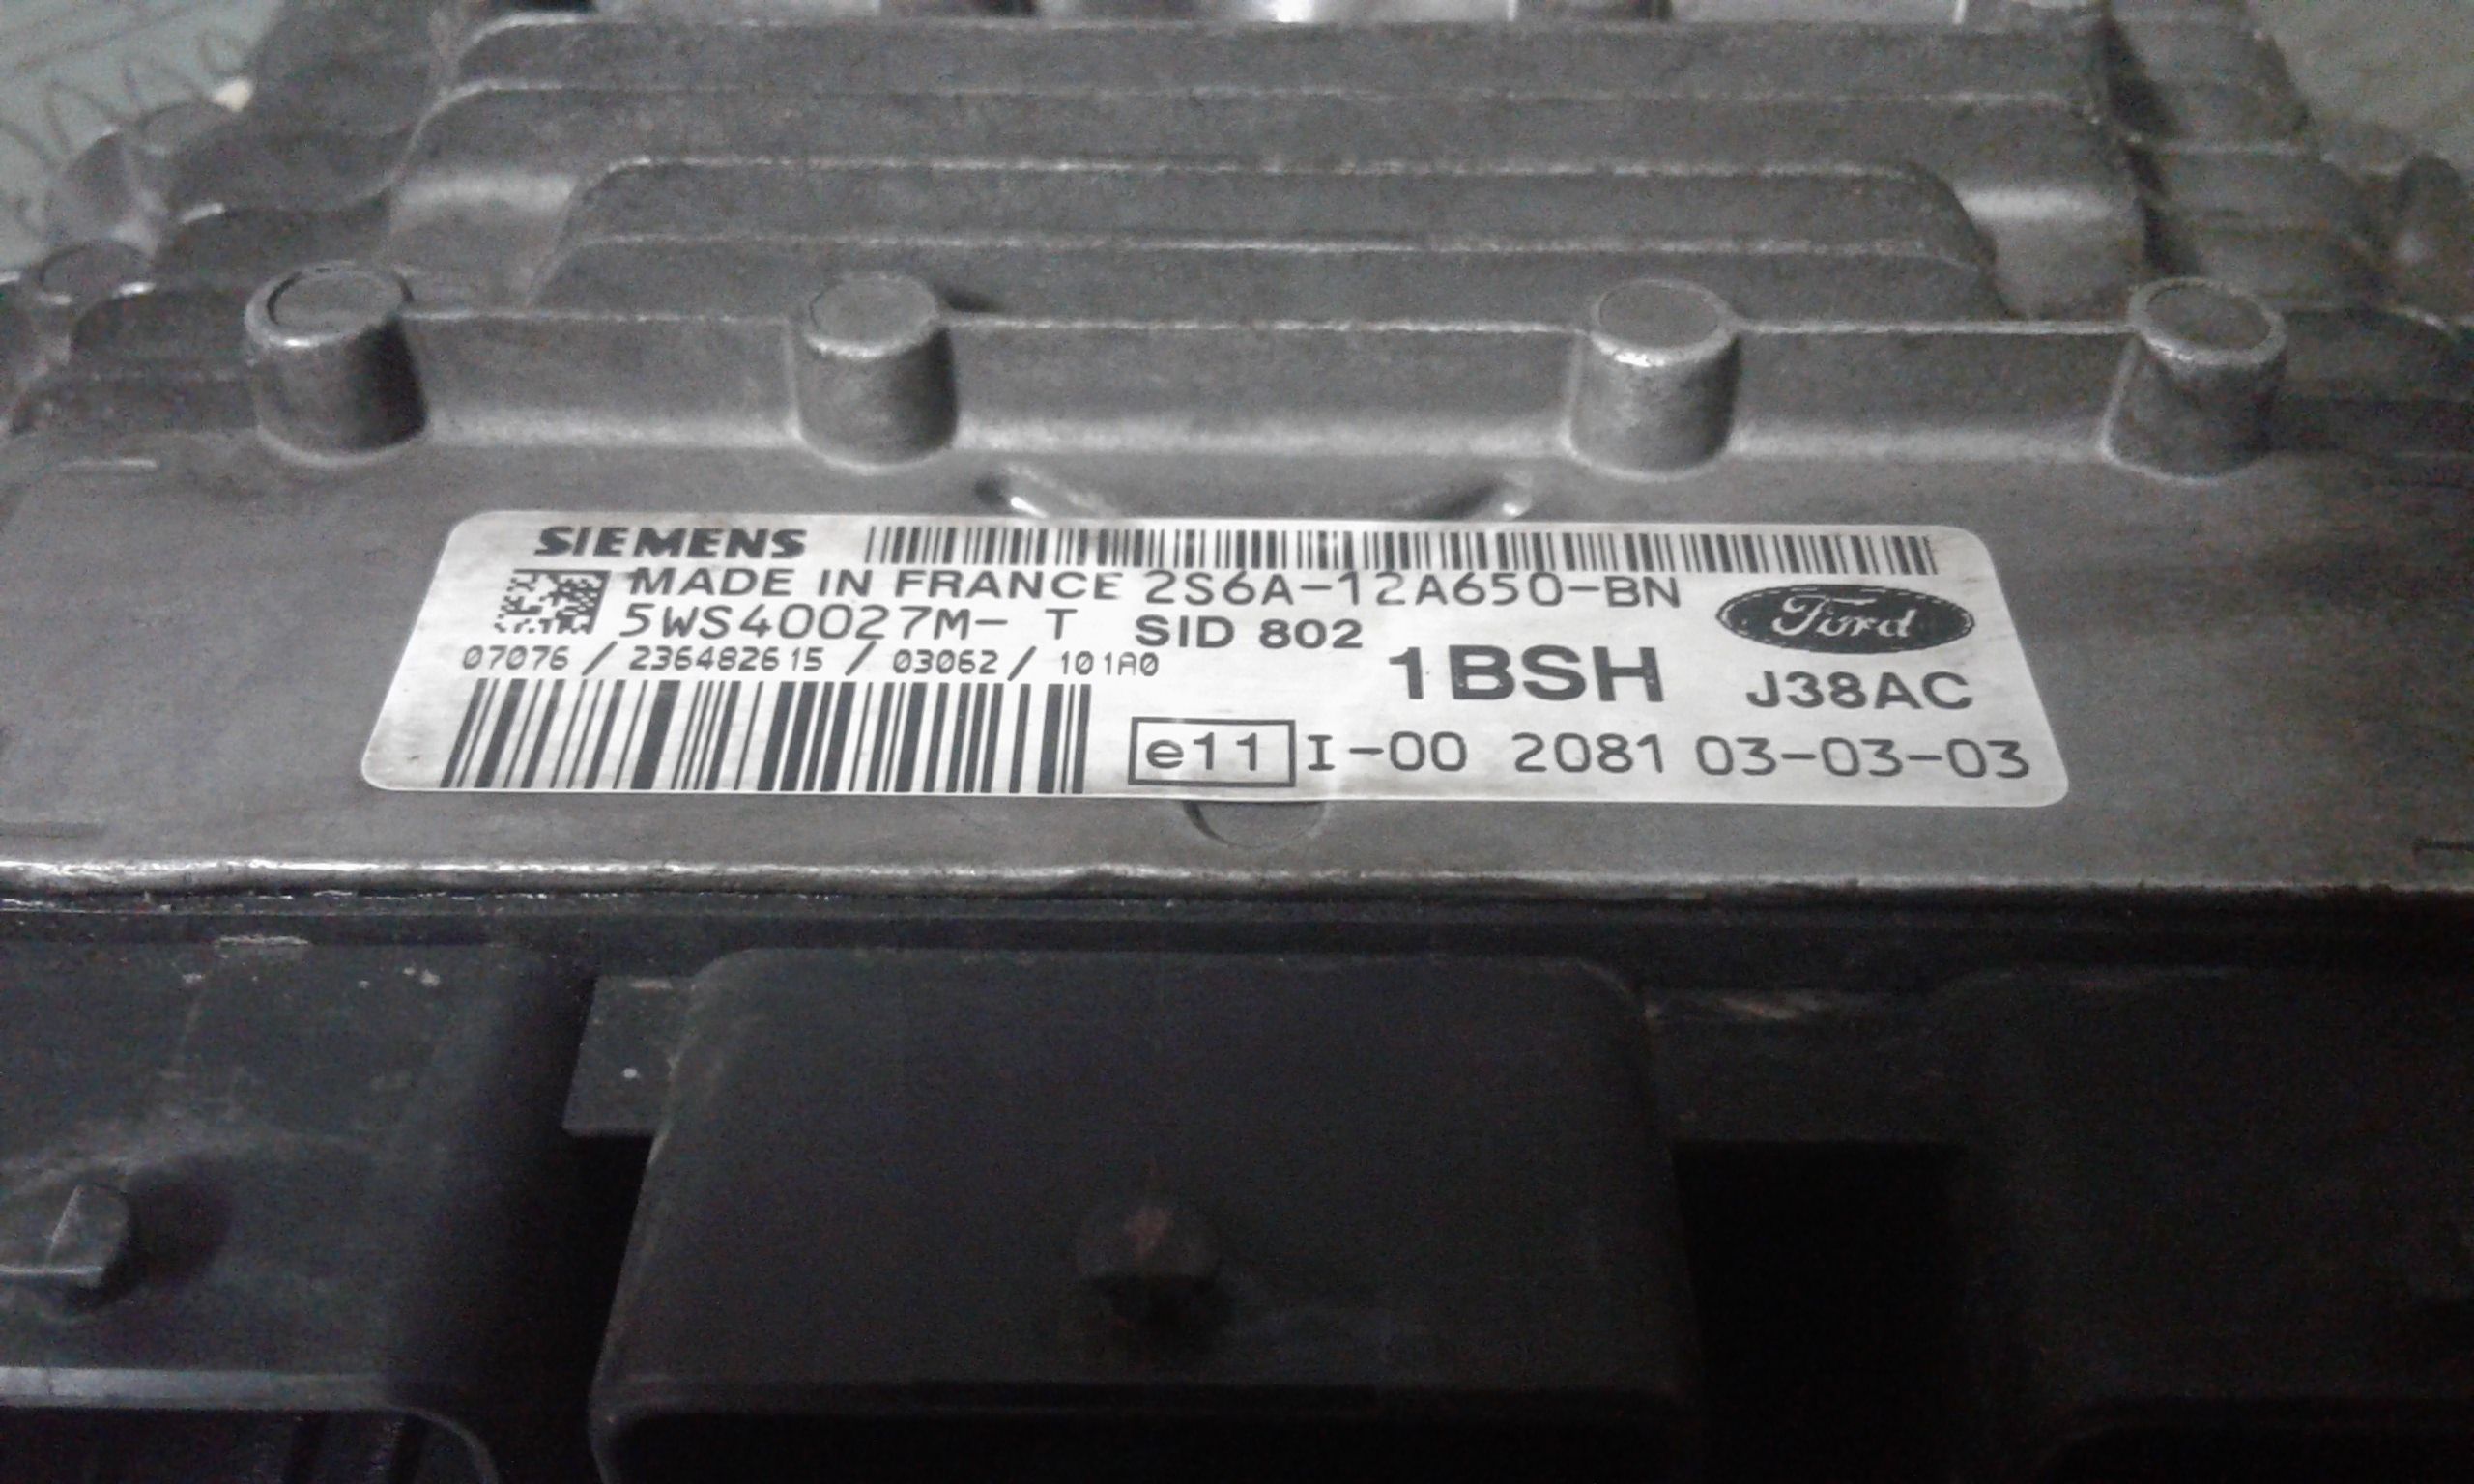 SIEMENS
MADE IN FRANCE 2S6A-12A650-BN
5WS40027M- T SID 802
Ford
07076 / 236482615 / 03062 / 101A0
1BSH J38AC
e11 I-00 2081 03-03-03